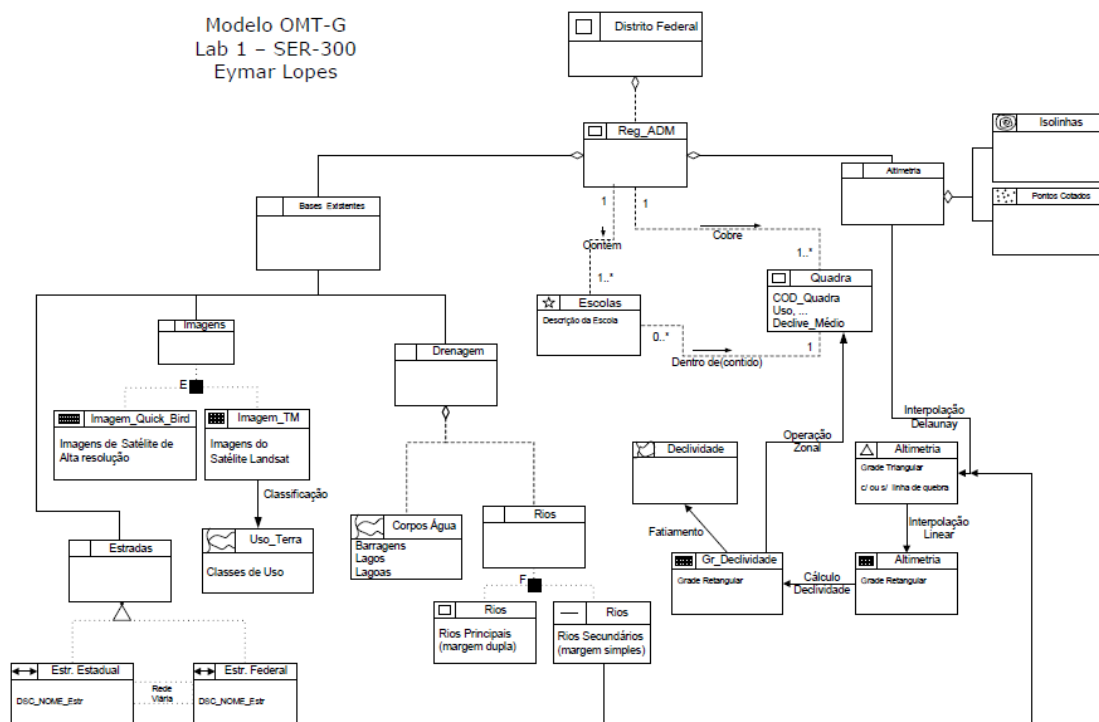 Modelo OMT-G
Lab 1 – SER-300
Eymar Lopes
Distrito Federal
Reg_ADM
Isolinhas
Altimetria
Pontos Cotados
Bases Existentes
1
1
Cobre
Contém
1..*
1..*
Quadra
COD_Quadra
Uso, ...
Declive_Médio
Escolas
Descrição da Escola
0..*
1
Dentro de(contido)
Imagens
Drenagem
E
Imagem_Quick_Bird
Imagens de Satélite de
Alta resolução
Imagem_TM
Imagens do
Satélite Landsat
Interpolação
Delaunay
Operação
Zonal
Declividade
Altimetria
Grade Triangular
c/ ou s/ linha de quebra
Classificação
Corpos Água
Barragens
Lagos
Lagoas
Rios
Uso_Terra
Classes de Uso
Fatiamento
Interpolação
Linear
Estradas
Gr_Declividade
Grade Retangular
Cálculo
Declividade
Altimetria
Grade Retangular
F
Rios
Rios Principais
(margem dupla)
Rios
Rios Secundários
(margem simples)
Estr. Estadual
DSC_NOME_Estr
Rede
Viária
Estr. Federal
DSC_NOME_Estr